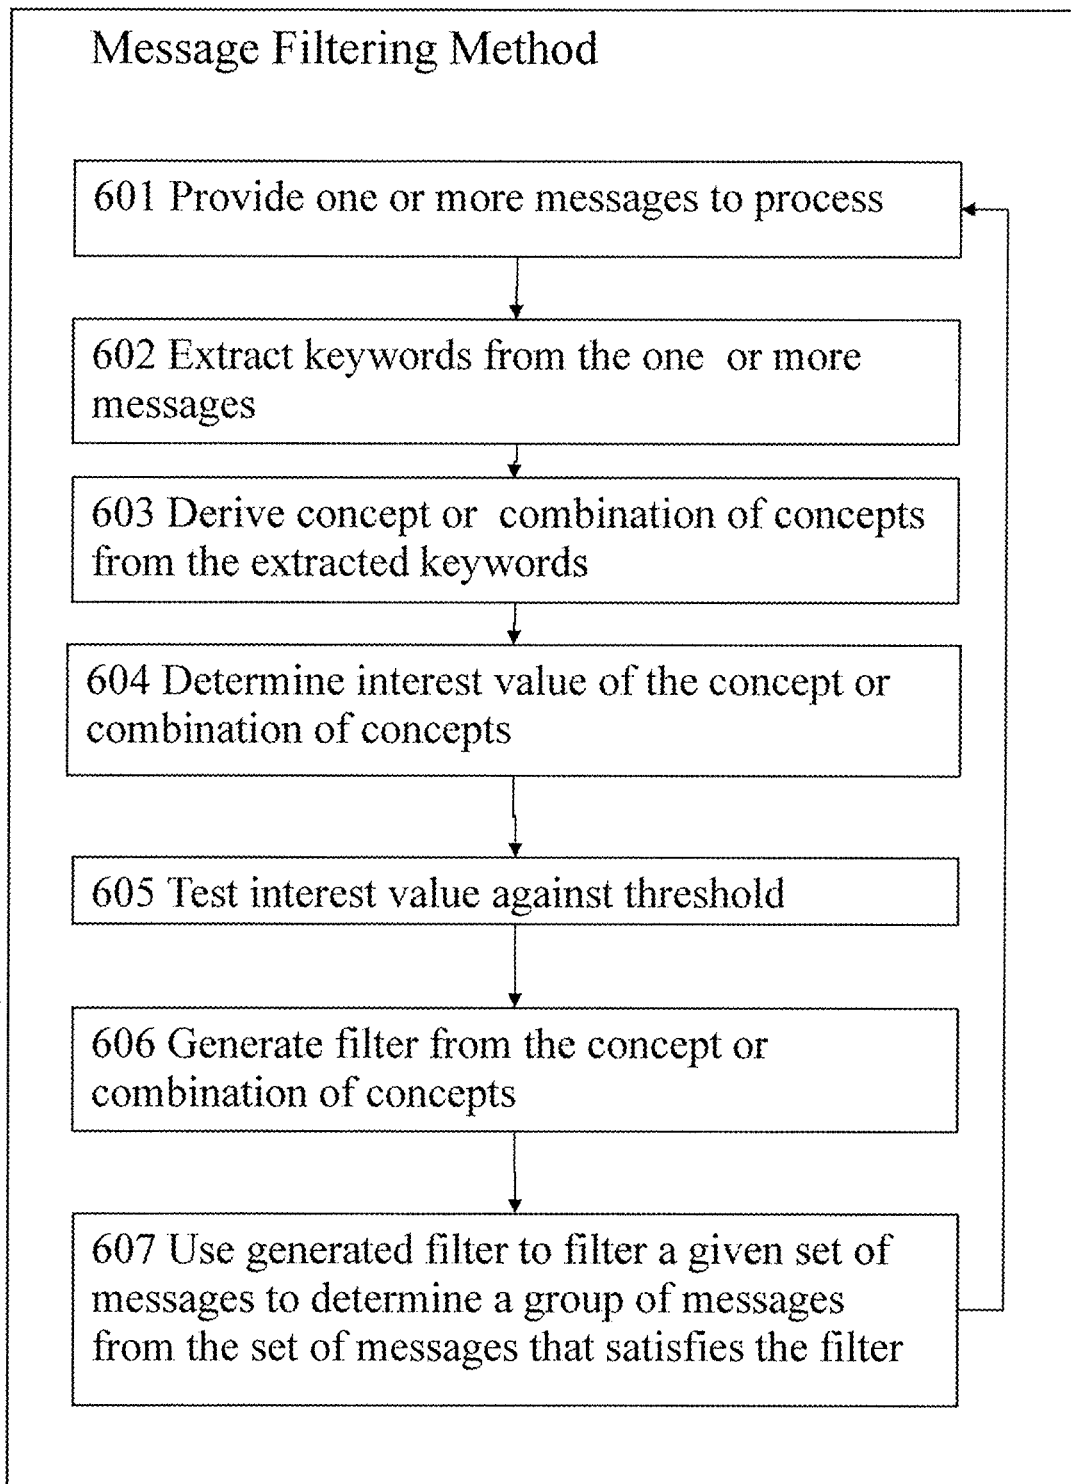 Message Filtering Method
601 Provide one or more messages to process
602 Extract keywords from the one or more
messages
603 Derive concept or combination of concepts
from the extracted keywords
604 Determine interest value of the concept or
combination of concepts
605 Test interest value against threshold
606 Generate filter from the concept or
combination of concepts
607 Use generated filter to filter a given set of
messages to determine a group of messages
from the set of messages that satisfies the filter